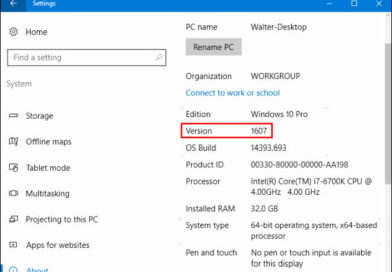 Settings
Home
Find a setting
System
Storage
Offline maps
Tablet mode
Multitasking
Projecting to this PC
Apps for websites
About
PC name Walter-Desktop
Rename PC
Organization WORKGROUP
Connect to work or school
Edition Windows 10 Pro
Version 1607
OS Build 14393.693
Product ID 00330-80000-00000-AA198
Processor Intel(R) Core(TM) i7-6700K CPU @
4.00GHz 4.00 GHz
Installed RAM 32.0 GB
System type 64-bit operating system, x64-based
processor
Pen and touch No pen or touch input is available
for this display